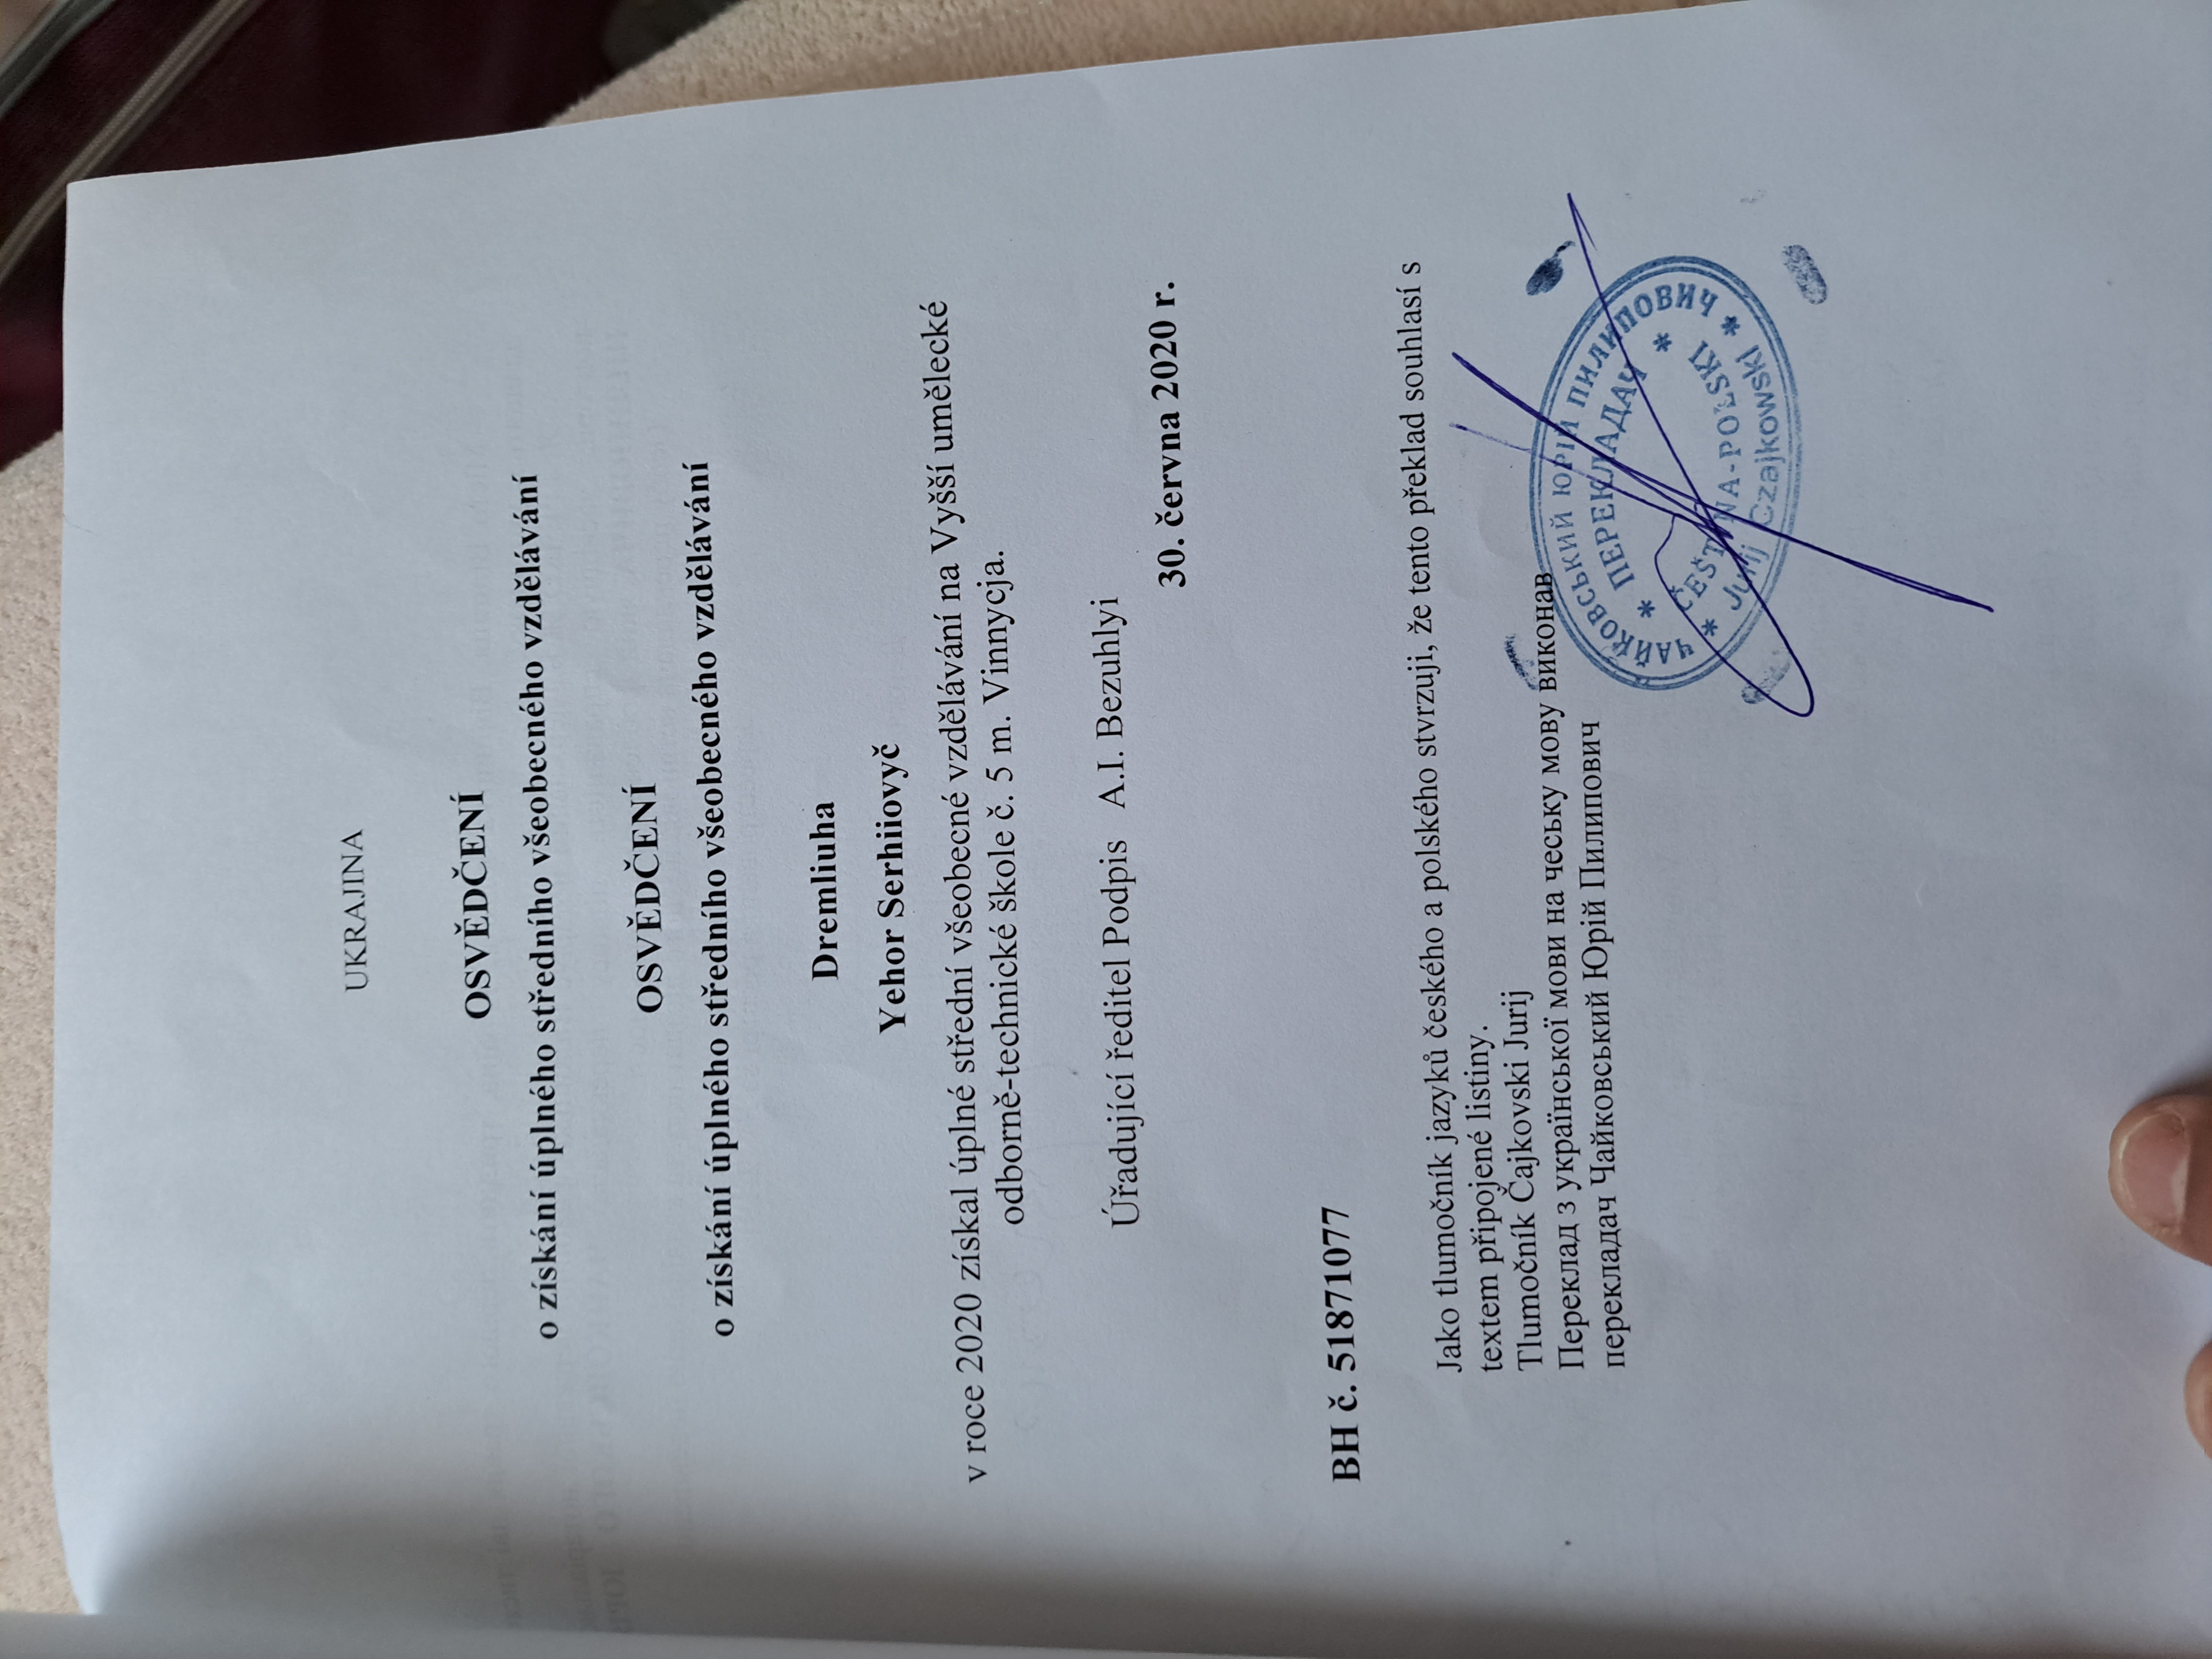 UKRAJINA
OSVĚDČENÍ
o získání úplného středního všeobecného vzdělávání
OSVĚDČENÍ
o získání úplného středního všeobecného vzdělávání
Dremliuha
Yehor Serhiiovyč
v roce 2020 získal úplné střední všeobecné vzdělávání na Vyšší umělecké
odborně-technické škole č. 5 m. Vinnycja.
Úřadující ředitel Podpis A.I. Bezuhlyi
30. června 2020 r.
BH č. 51871077
Jako tlumočník jazyků českého a polského stvrzuji, že tento překlad souhlasí s
textem připojené listiny.
Tlumočník Čajkovski Jurij
Переклад з української мови на чеську мову виконав
перекладач Чайковський Юрій Пилипович
ЧАЙКОВСЬКИЙ ЮРІЙ ПИЛИПОВИЧ
* ПЕРЕКЛАДАЧ *
ČEŠTINA-POLSKI
* Jurij Czajkowski *